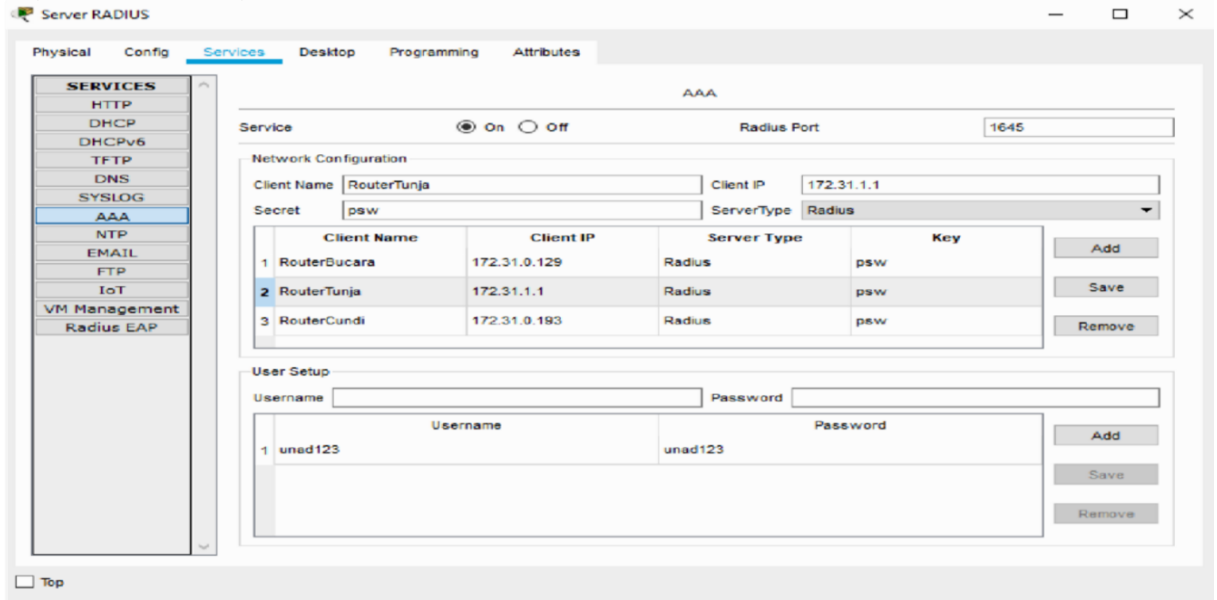 Server RADIUS
Physical Config Services Desktop Programming Attributes
SERVICES
HTTP
DHCP
DHCPv6
TFTP
DNS
SYSLOG
AAA
NTP
EMAIL
FTP
IoT
VM Management
Radius EAP
AAA
Service On Off Radius Port 1645
Network Configuration
Client Name RouterTunja Client IP 172.31.1.1
Secret psw ServerType Radius
Client Name Client IP Server Type Key
1 RouterBucara 172.31.0.129 Radius psw
2 RouterTunja 172.31.1.1 Radius psw
3 RouterCundi 172.31.0.193 Radius psw
Add
Save
Remove
User Setup
Username Password
Username Password
1 unad123 unad123
Add
Save
Remove
Top